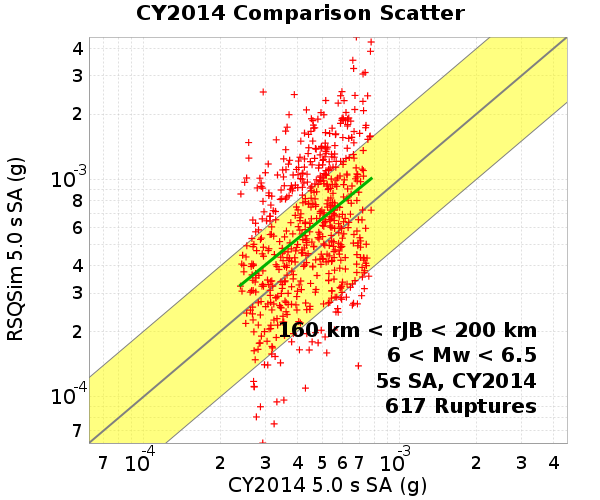 CY2014 Comparison Scatter
RSQSim 5.0 s SA (g)
4
3
2
10^-3
8
6
4
3
2
10^-4
7
160 km < rJB < 200 km
6 < Mw < 6.5
5s SA, CY2014
617 Ruptures
7 10^-4 2 3 4 5 6 7 10^-3 2 3 4
CY2014 5.0 s SA (g)